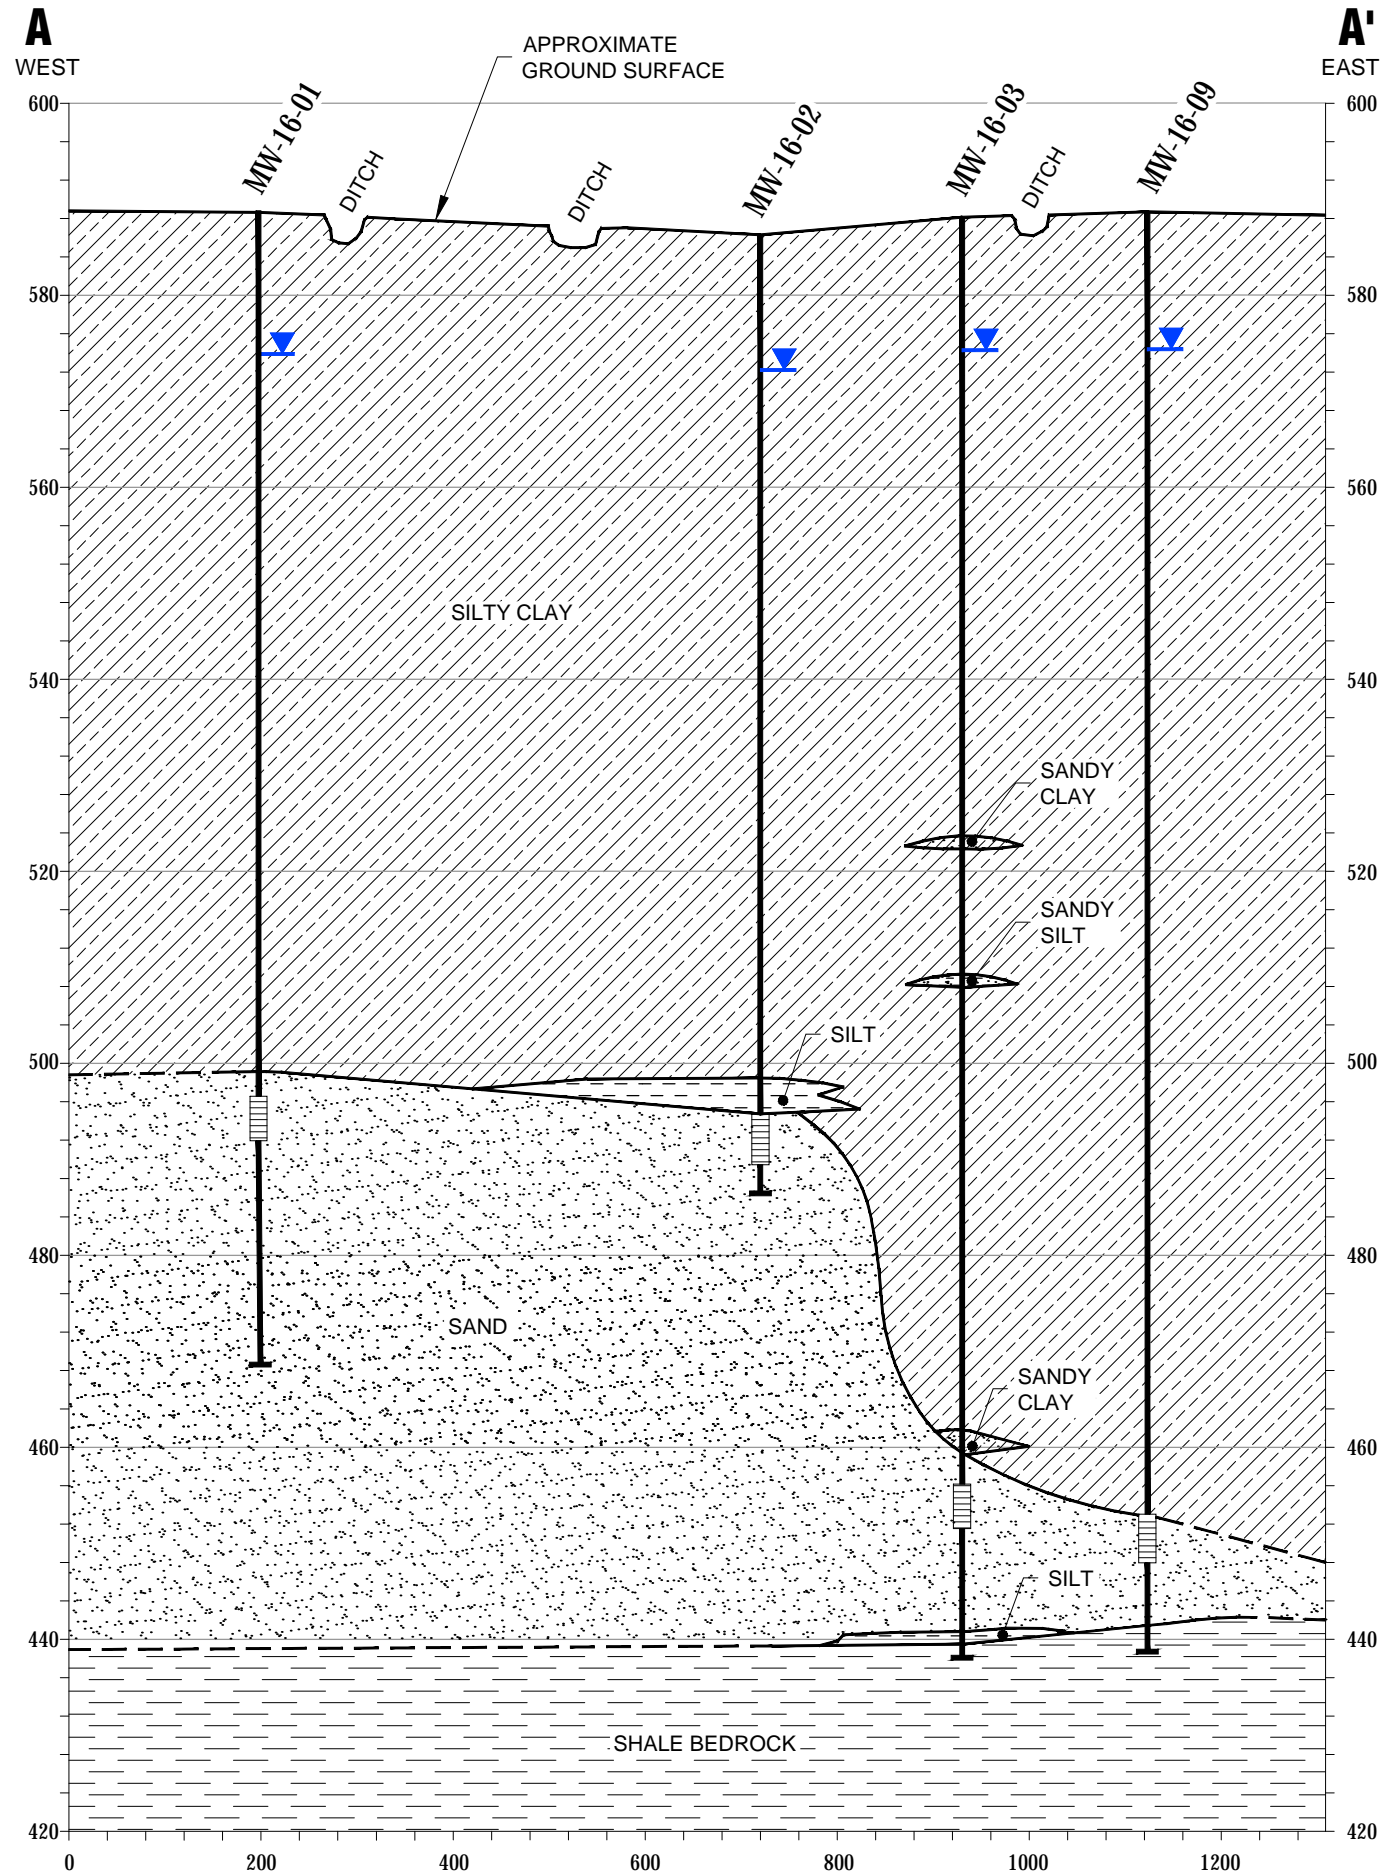 A
A'
WEST
EAST
APPROXIMATE
GROUND SURFACE
MW-16-01
DITCH
DITCH
MW-16-02
MW-16-03
DITCH
MW-16-09
600
600
580
580
560
560
SILTY CLAY
540
540
SANDY
CLAY
520
520
SANDY
SILT
SILT
500
500
480
480
SAND
SANDY
CLAY
460
460
SILT
440
440
SHALE BEDROCK
420
420
0
200
400
600
800
1000
1200